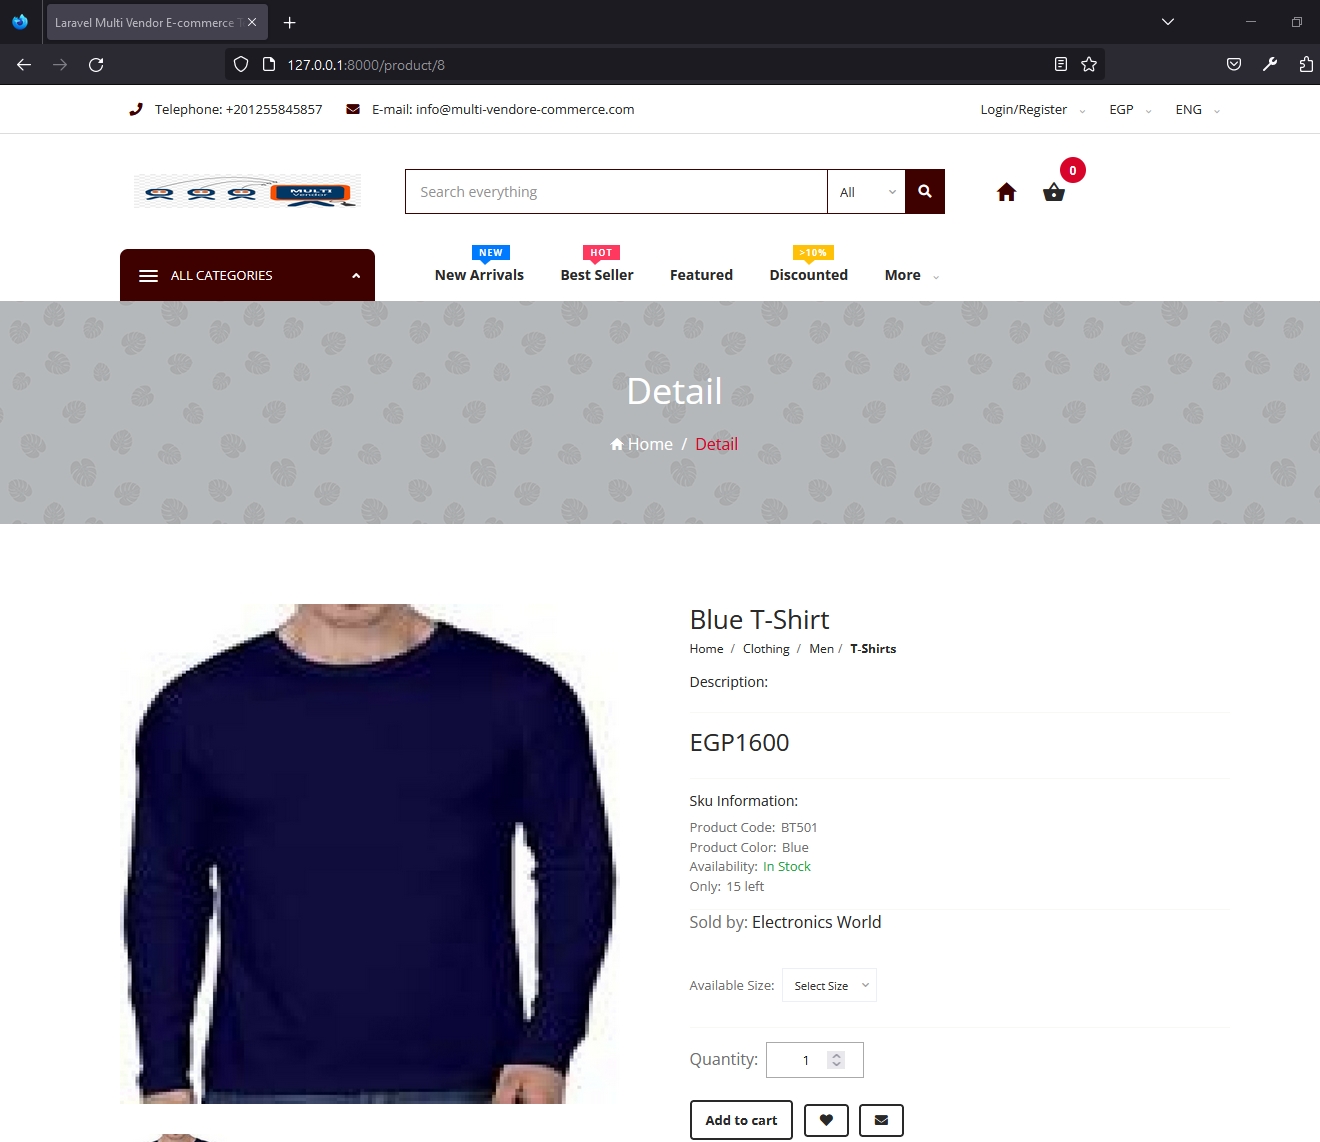 Laravel Multi Vendor E-commerce T
127.0.0.1:8000/product/8
Telephone: +201255845857 E-mail: info@multi-vendore-commerce.com Login/Register EGP ENG
0
MULTI
Vendor
Search everything All
NEW HOT >10%
ALL CATEGORIES New Arrivals Best Seller Featured Discounted More
Detail
Home / Detail
Blue T-Shirt
Home / Clothing / Men / T-Shirts
Description:
EGP1600
Sku Information:
Product Code: BT501
Product Color: Blue
Availability: In Stock
Only: 15 left
Sold by: Electronics World
Available Size: Select Size
Quantity: 1
Add to cart